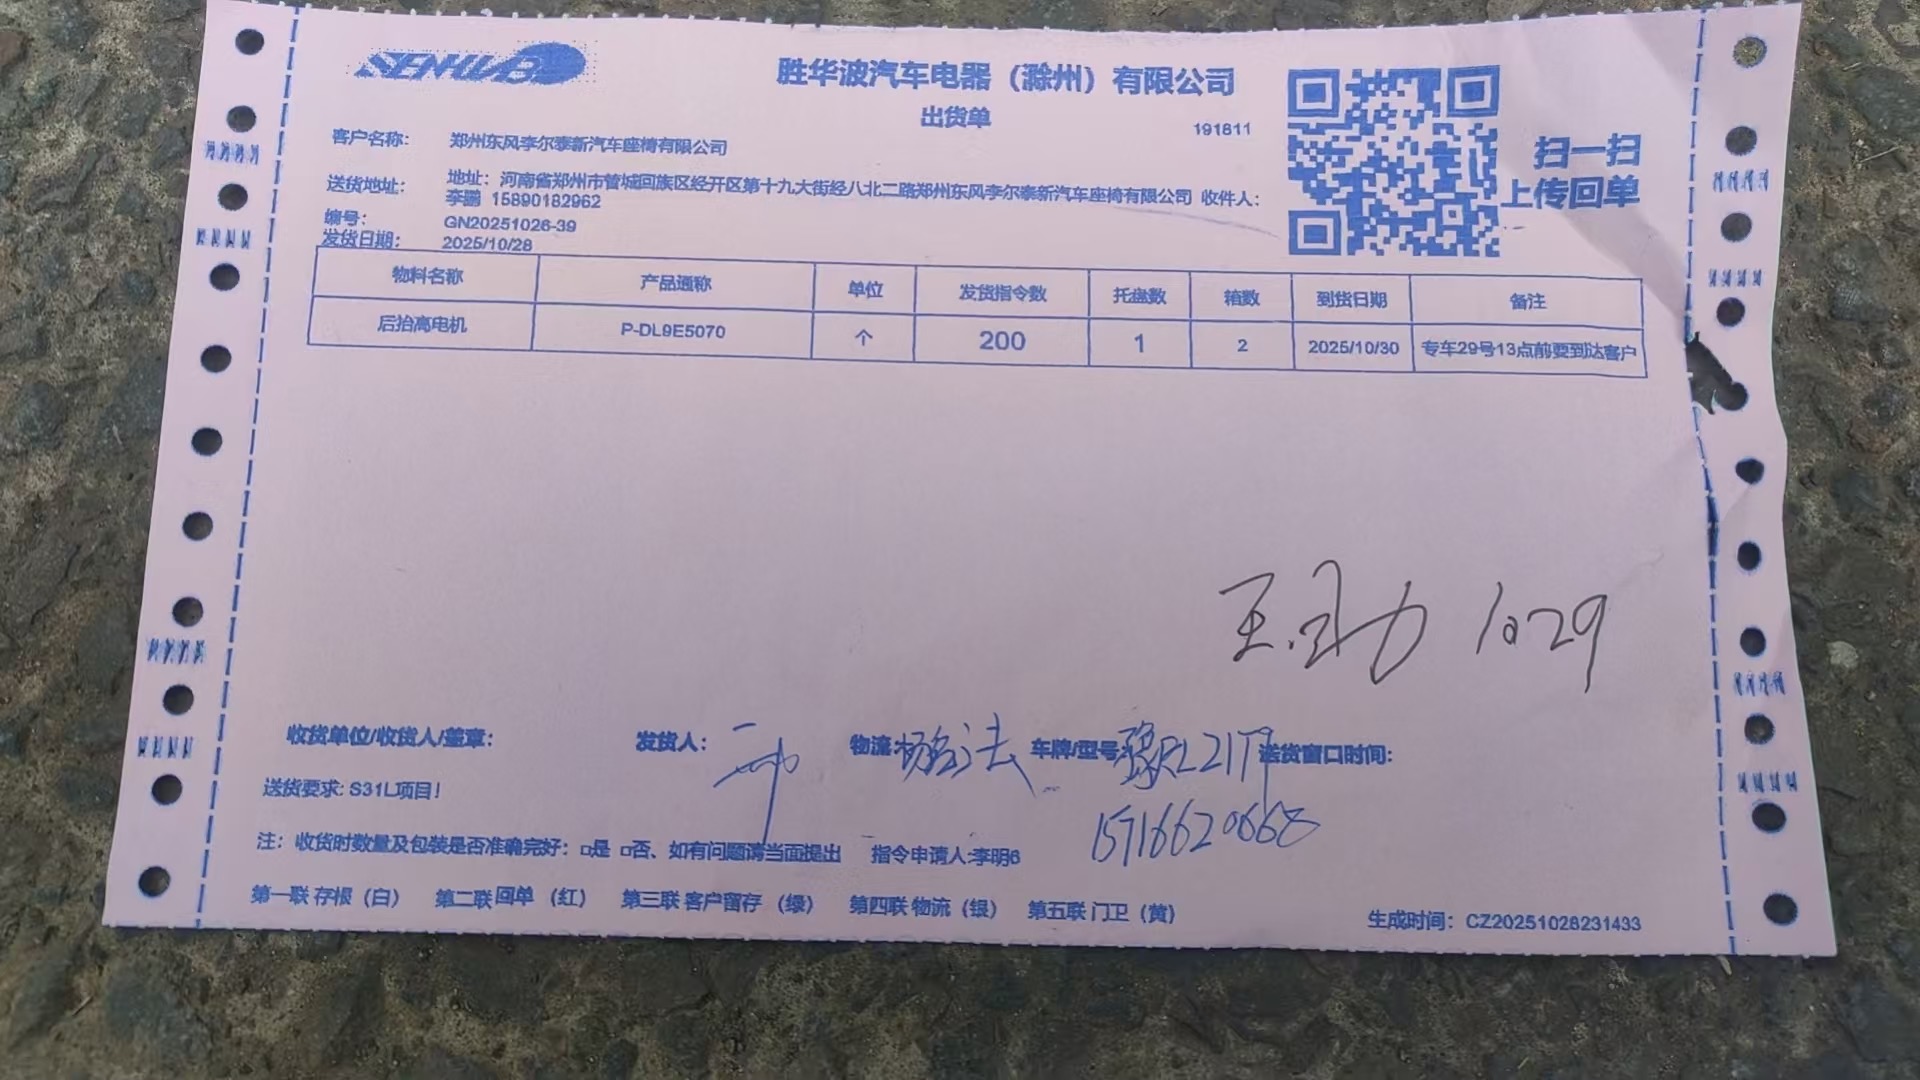 SENHWBO
胜华波汽车电器（滁州）有限公司
出货单
191811
扫一扫
上传回单
客户名称： 郑州东风李尔泰新汽车座椅有限公司
送货地址： 地址：河南省郑州市管城回族区经开区第十九大街经八北二路郑州东风李尔泰新汽车座椅有限公司 收件人：
李鹏 15890182962
编号： GN20251026-39
发货日期： 2025/10/28
物料名称 产品通称 单位 发货指令数 托盘数 箱数 到货日期 备注
后抬高电机 P-DL9E5070 个 200 1 2 2025/10/30 专车29号13点前要到达客户
1029
收货单位/收货人/盖章： 发货人： 物流： 车牌/型号 送货窗口时间：
15716620668
送货要求: S31L项目！
注：收货时数量及包装是否准确完好：□是 □否、如有问题请当面提出 指令申请人:李明6
第一联 存根（白） 第二联 回单（红） 第三联 客户留存（绿） 第四联 物流（银） 第五联 门卫（黄）
生成时间： CZ20251028231433